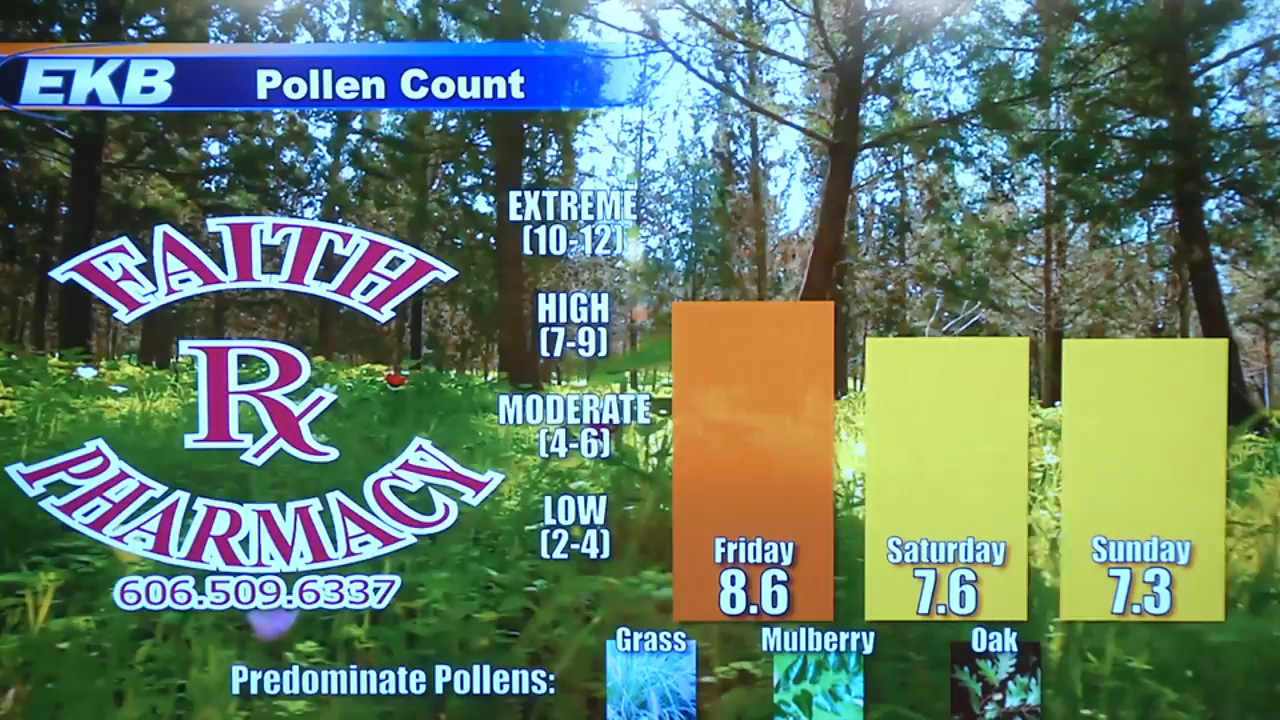 EKB Pollen Count
FAITH
Rx
PHARMACY
606.509.6337
EXTREME
(10-12)
HIGH
(7-9)
MODERATE
(4-6)
LOW
(2-4)
Friday
8.6
Saturday
7.6
Sunday
7.3
Predominate Pollens:
Grass
Mulberry
Oak